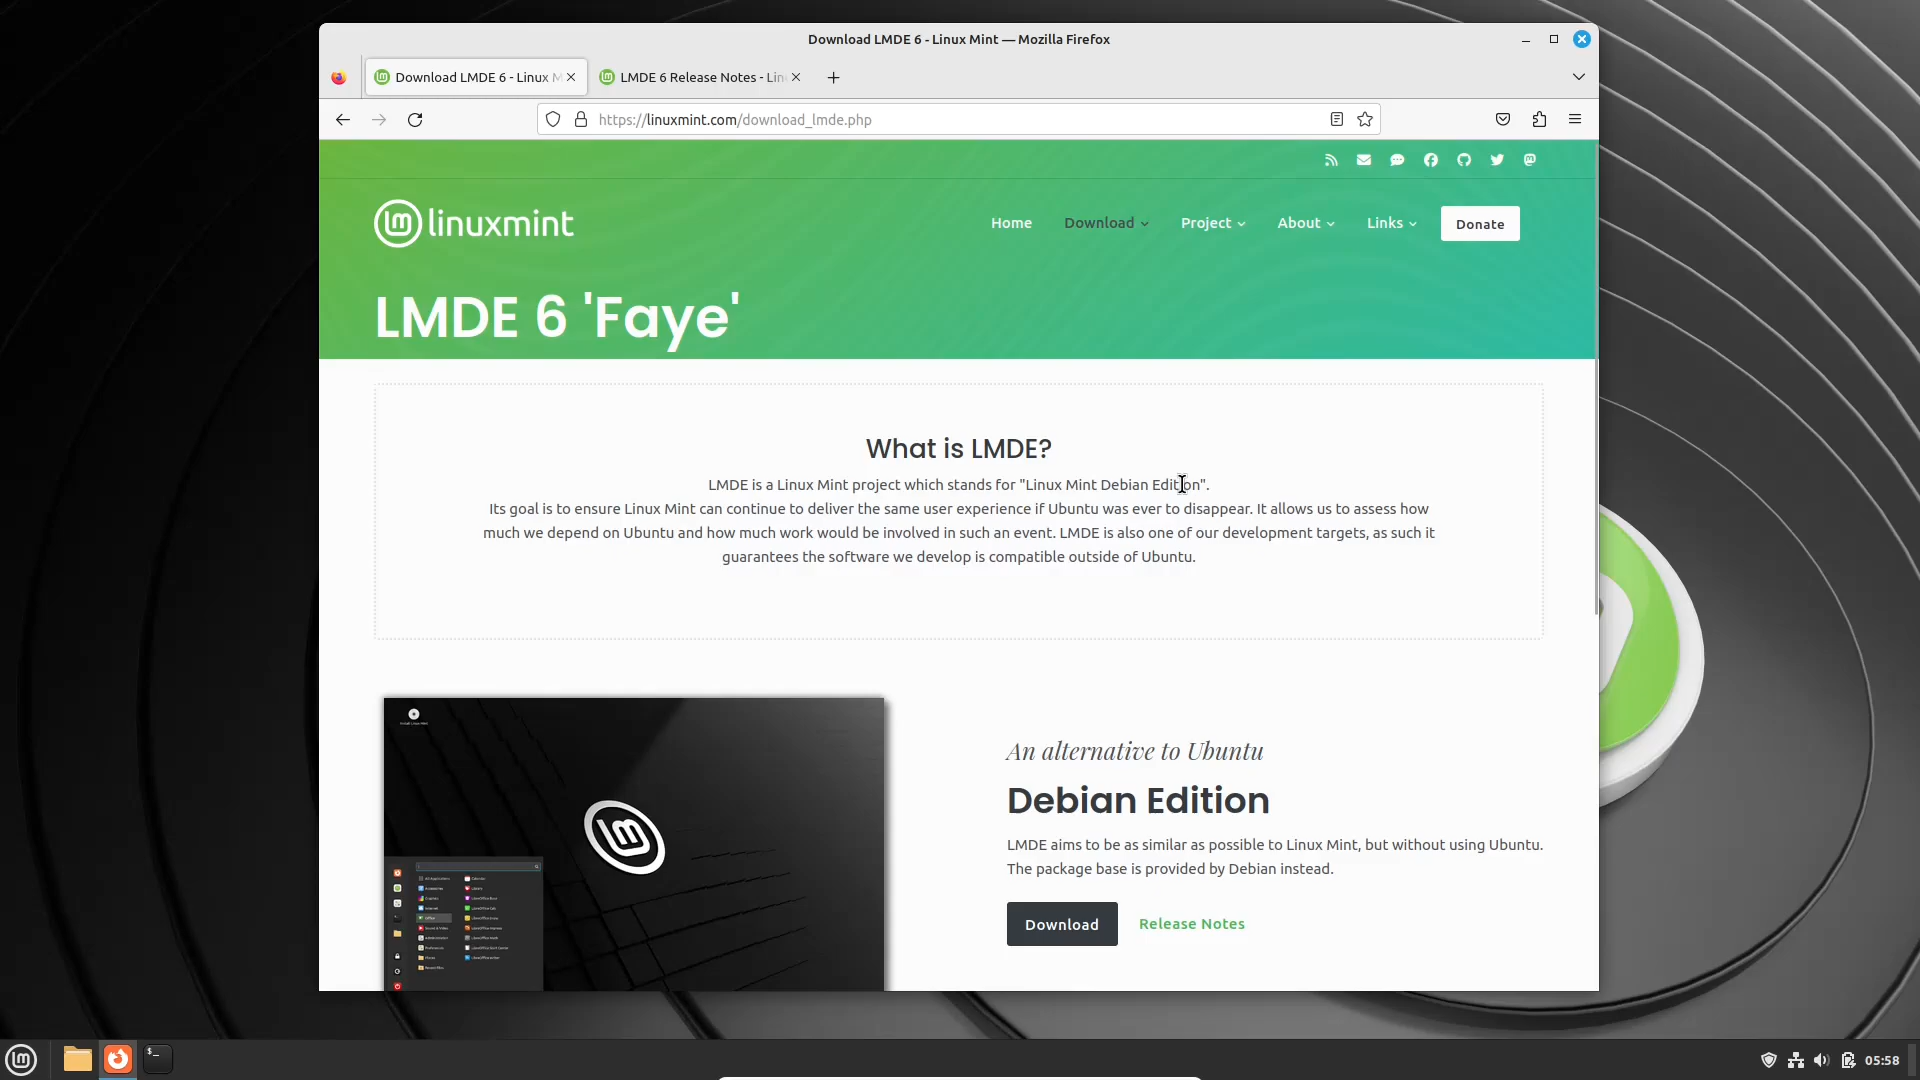 Download LMDE 6 - Linux Mint — Mozilla Firefox
Download LMDE 6 - Linux M
LMDE 6 Release Notes - Lin
https://linuxmint.com/download_lmde.php
linuxmint
Home Download Project About Links Donate
LMDE 6 'Faye'
What is LMDE?
LMDE is a Linux Mint project which stands for "Linux Mint Debian Edition".
Its goal is to ensure Linux Mint can continue to deliver the same user experience if Ubuntu was ever to disappear. It allows us to assess how
much we depend on Ubuntu and how much work would be involved in such an event. LMDE is also one of our development targets, as such it
guarantees the software we develop is compatible outside of Ubuntu.
An alternative to Ubuntu
Debian Edition
LMDE aims to be as similar as possible to Linux Mint, but without using Ubuntu.
The package base is provided by Debian instead.
Download Release Notes
05:58